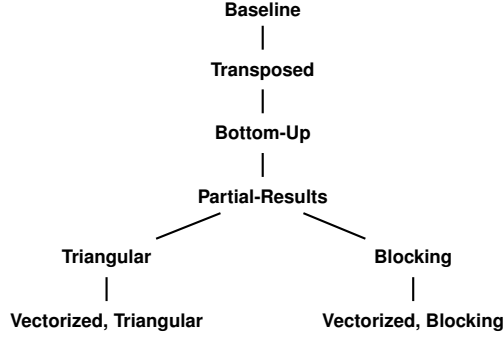 Baseline
Transposed
Bottom-Up
Partial-Results
Triangular
Blocking
Vectorized, Triangular
Vectorized, Blocking